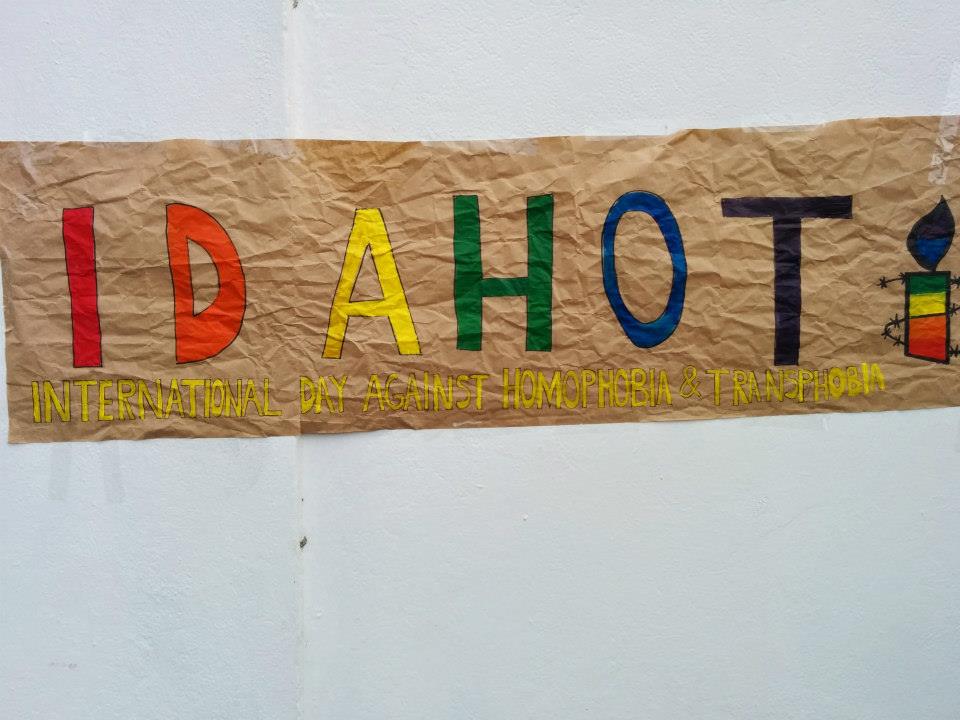 IDAHOT
INTERNATIONAL DAY AGAINST HOMOPHOBIA & TRANSPHOBIA